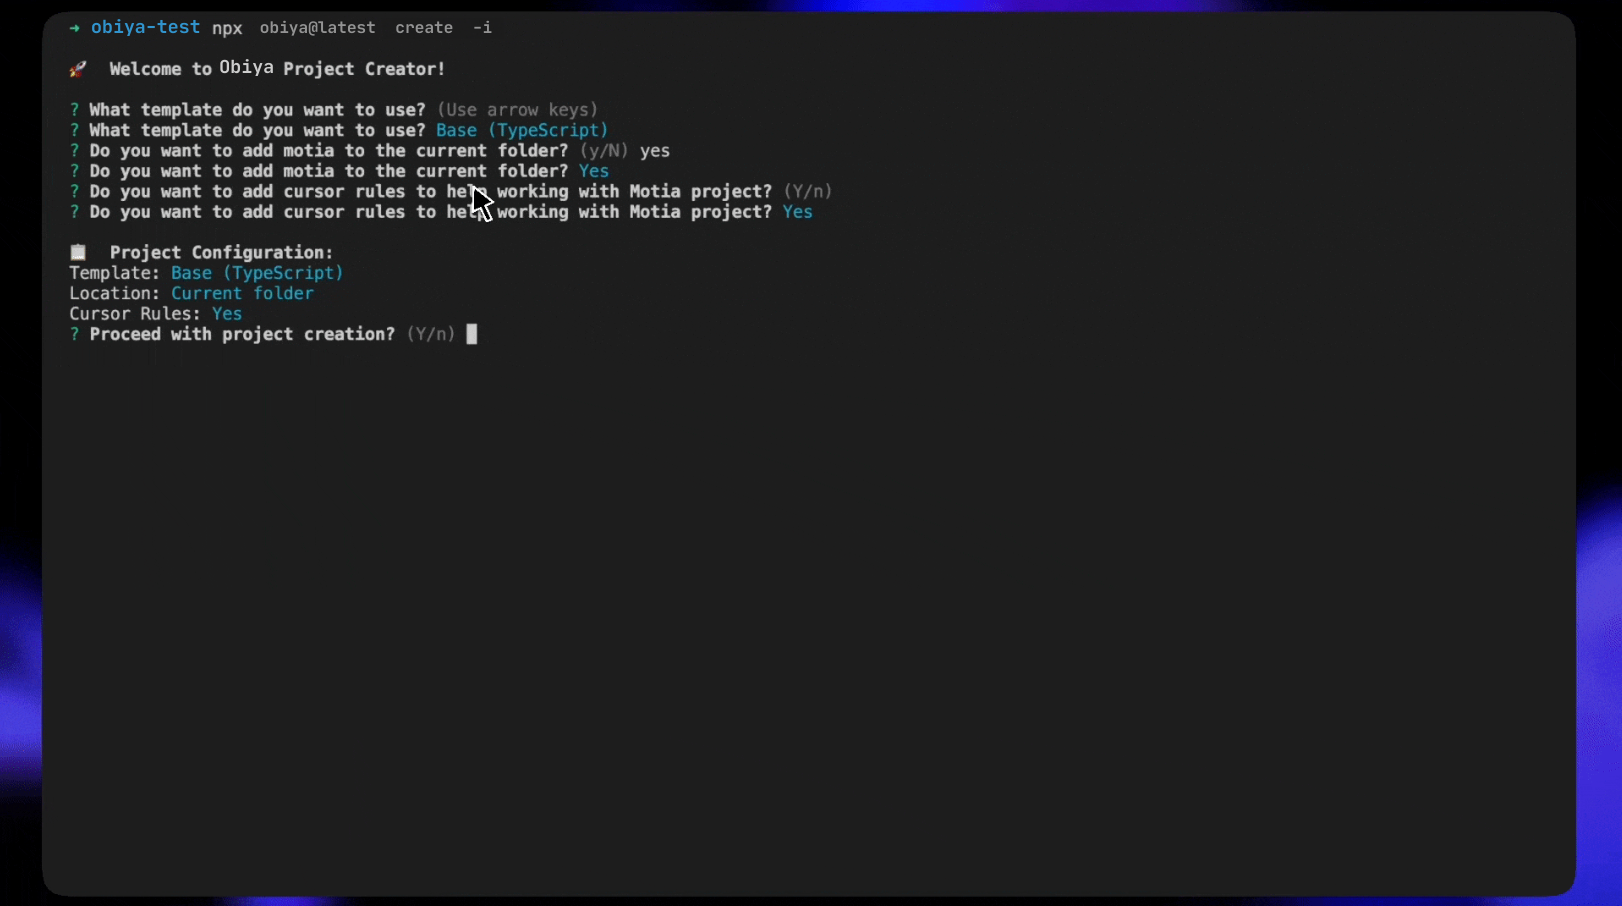 ➜ obiya-test npx obiya@latest create -i
🚀 Welcome to Obiya Project Creator!
? What template do you want to use? (Use arrow keys)
? What template do you want to use? Base (TypeScript)
? Do you want to add motia to the current folder? (y/N) yes
? Do you want to add motia to the current folder? Yes
? Do you want to add cursor rules to help working with Motia project? (Y/n)
? Do you want to add cursor rules to help working with Motia project? Yes
📋 Project Configuration:
Template: Base (TypeScript)
Location: Current folder
Cursor Rules: Yes
? Proceed with project creation? (Y/n)